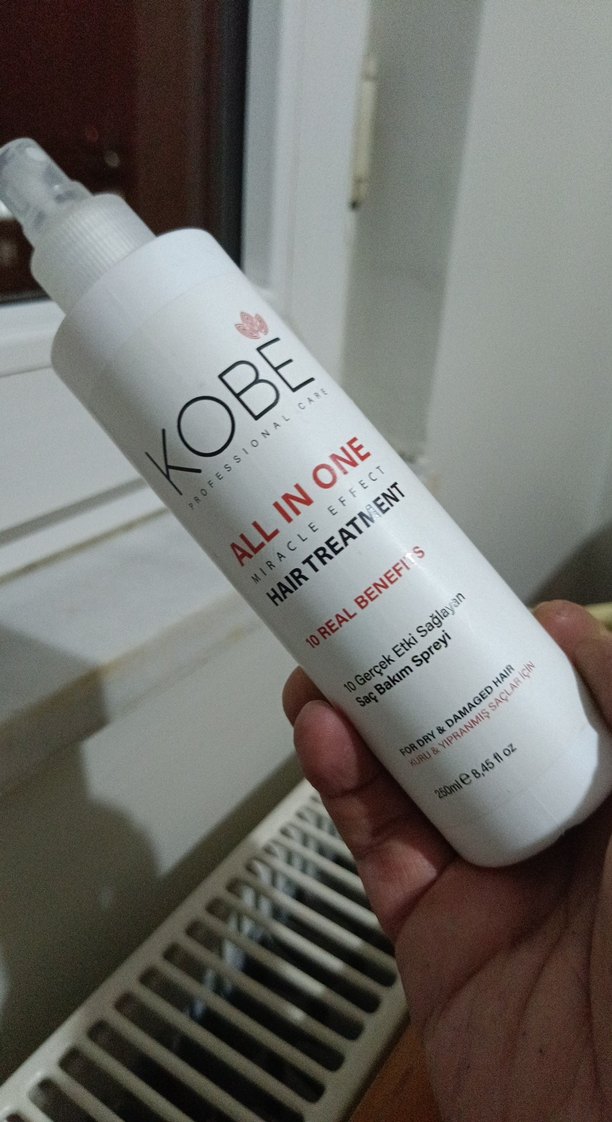 KOBE
PROFESSIONAL CARE
ALL IN ONE
MIRACLE EFFECT
HAIR TREATMENT
10 REAL BENEFITS
10 Gerçek Etki Sağlayan
Saç Bakım Spreyi
FOR DRY & DAMAGED HAIR
KURU & YIPRANMIŞ SAÇLAR İÇİN
250ml ℮ 8,45 fl oz